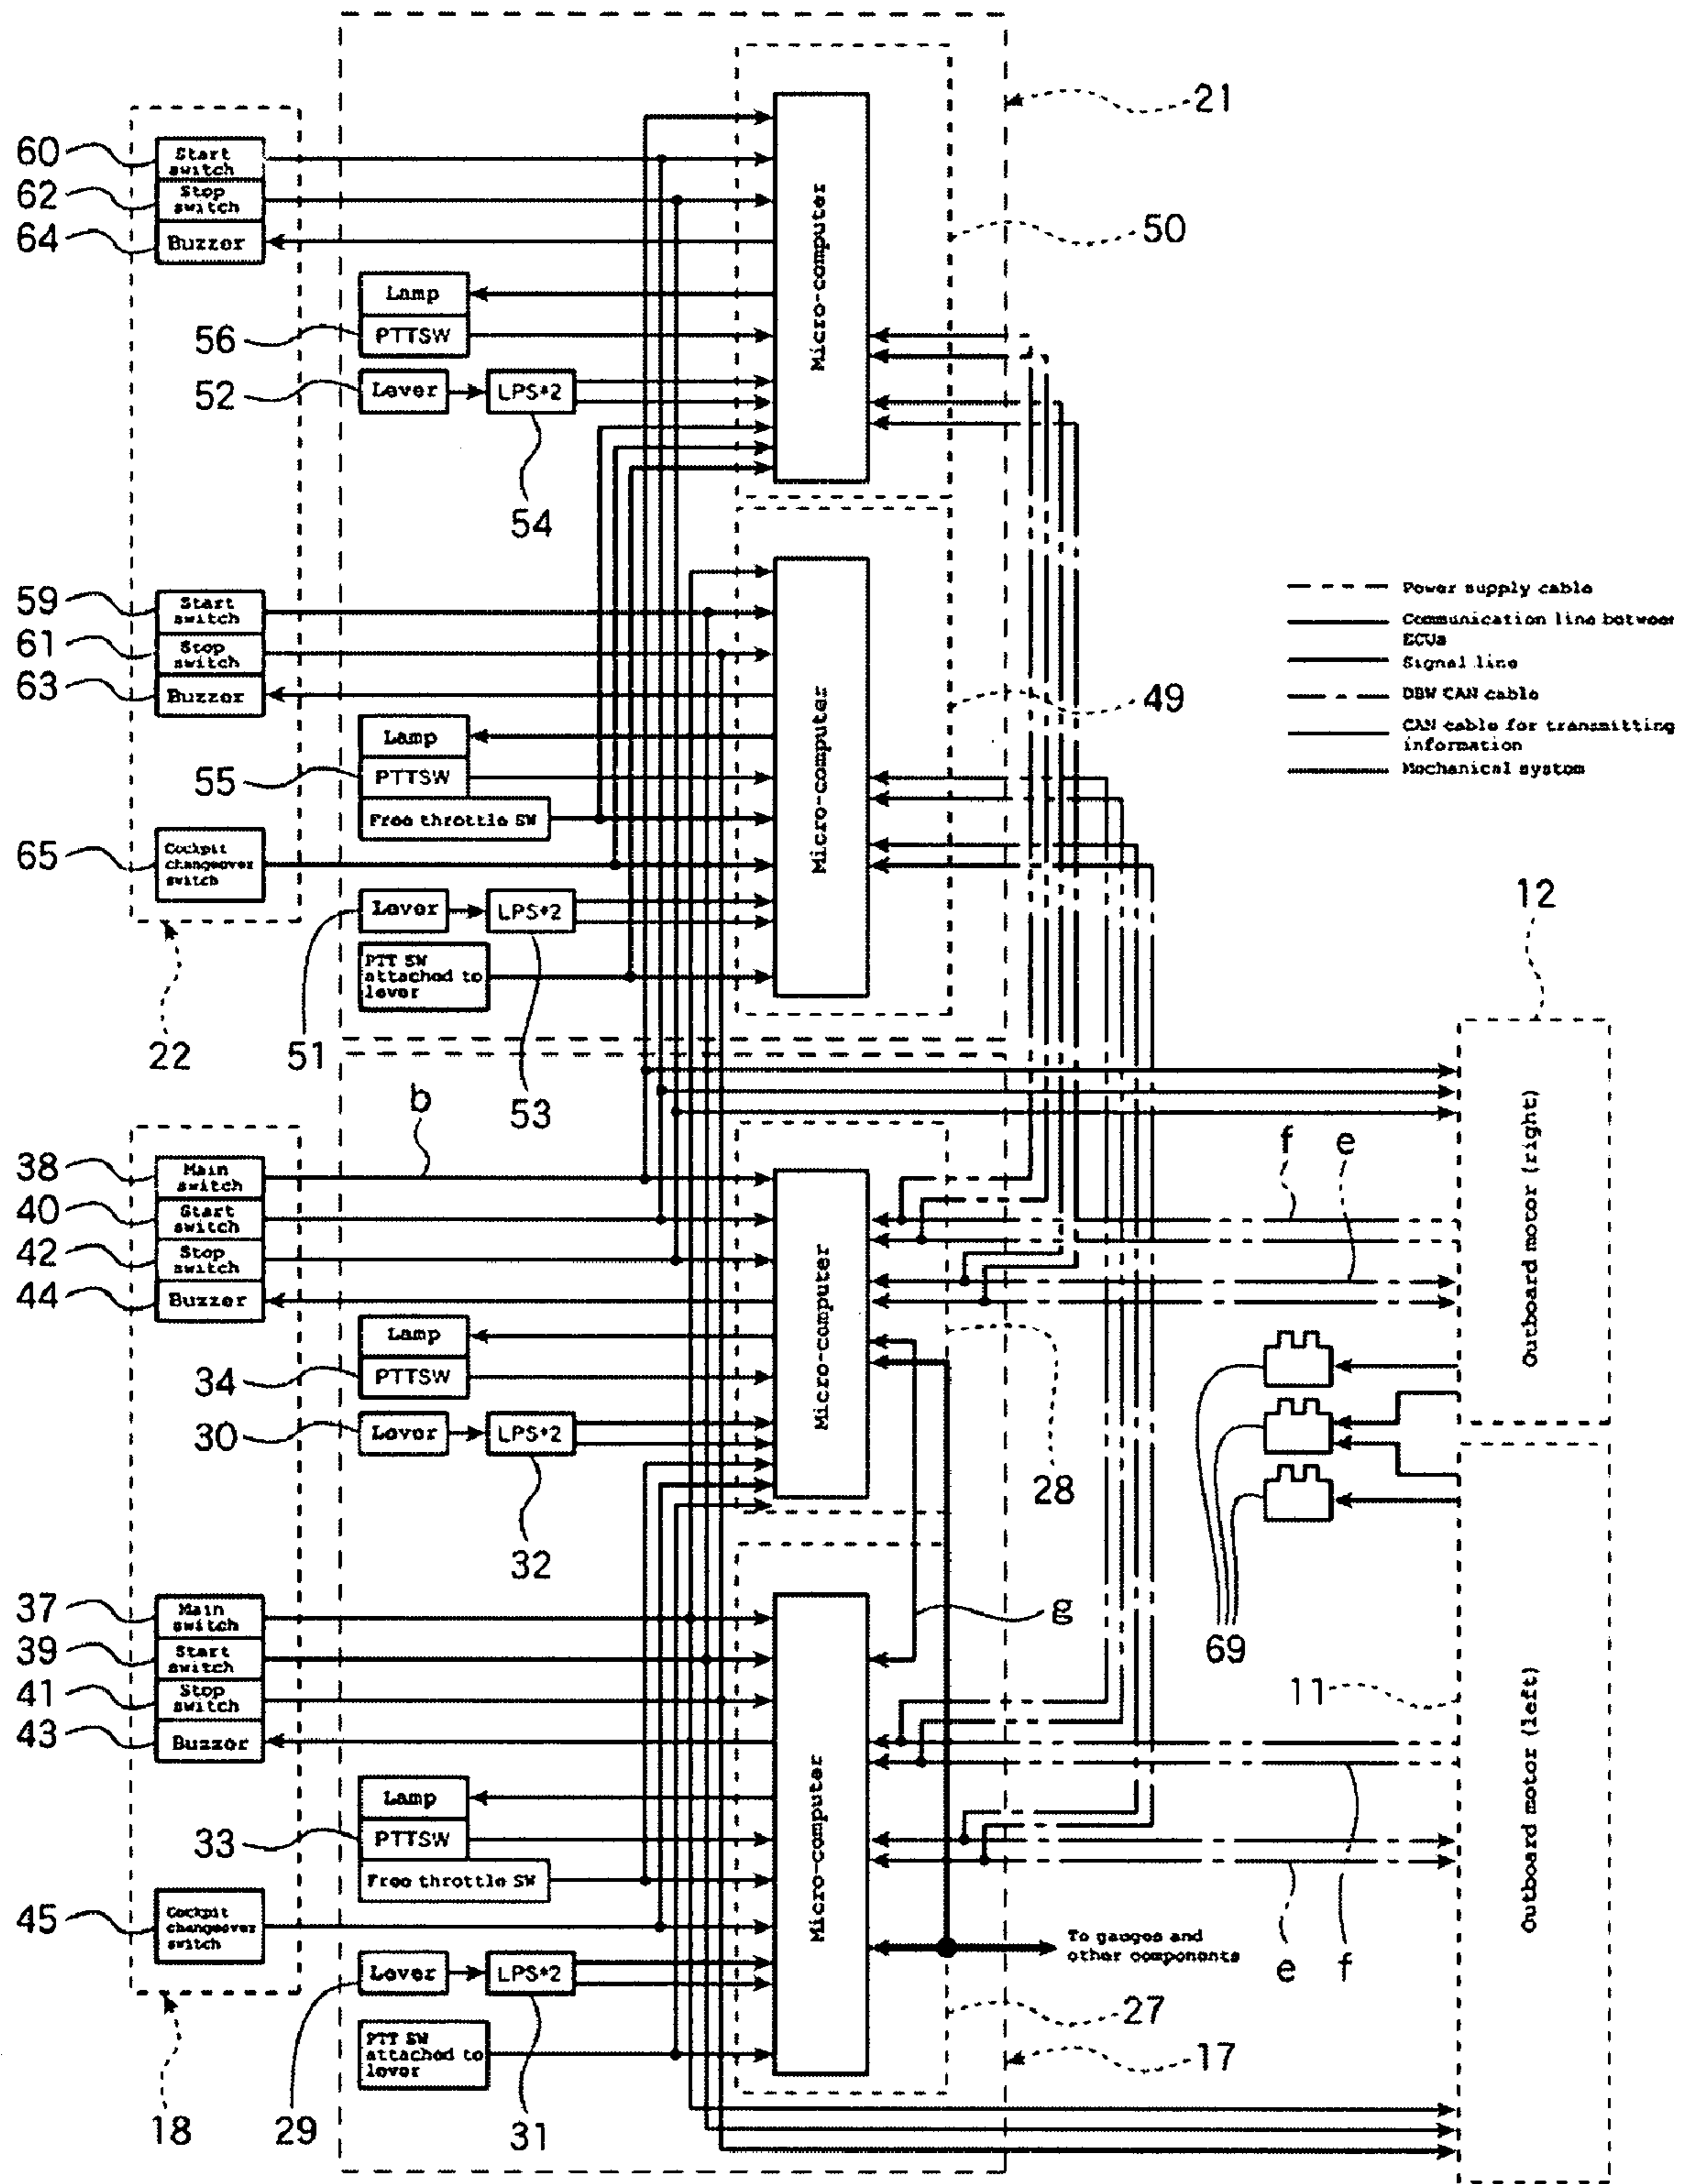 21
60
Start
switch
62
Stop
switch
64
Buzzer
50
Lamp
56
PTTSW
52
Lever
LPS*2
54
Micro-computer
59
Start
switch
61
Stop
switch
63
Buzzer
49
Lamp
55
PTTSW
Free throttle SW
65
Cockpit
changeover
switch
Lever
LPS*2
PTT SW
attached to
lever
22
51
53
Micro-computer
Power supply cable
Communication line between
ECUs
Signal line
DBW CAN cable
CAN cable for transmitting
information
Mechanical system
12
b
38
Main
switch
40
Start
switch
42
Stop
switch
44
Buzzer
Lamp
34
PTTSW
30
Lever
LPS*2
32
Micro-computer
28
f
e
Outboard motor (right)
69
37
Main
switch
39
Start
switch
41
Stop
switch
43
Buzzer
g
11
Lamp
33
PTTSW
Free throttle SW
45
Cockpit
changeover
switch
Lever
LPS*2
PTT SW
attached to
lever
18
29
31
Micro-computer
To gauges and
other components
e
f
27
17
Outboard motor (left)